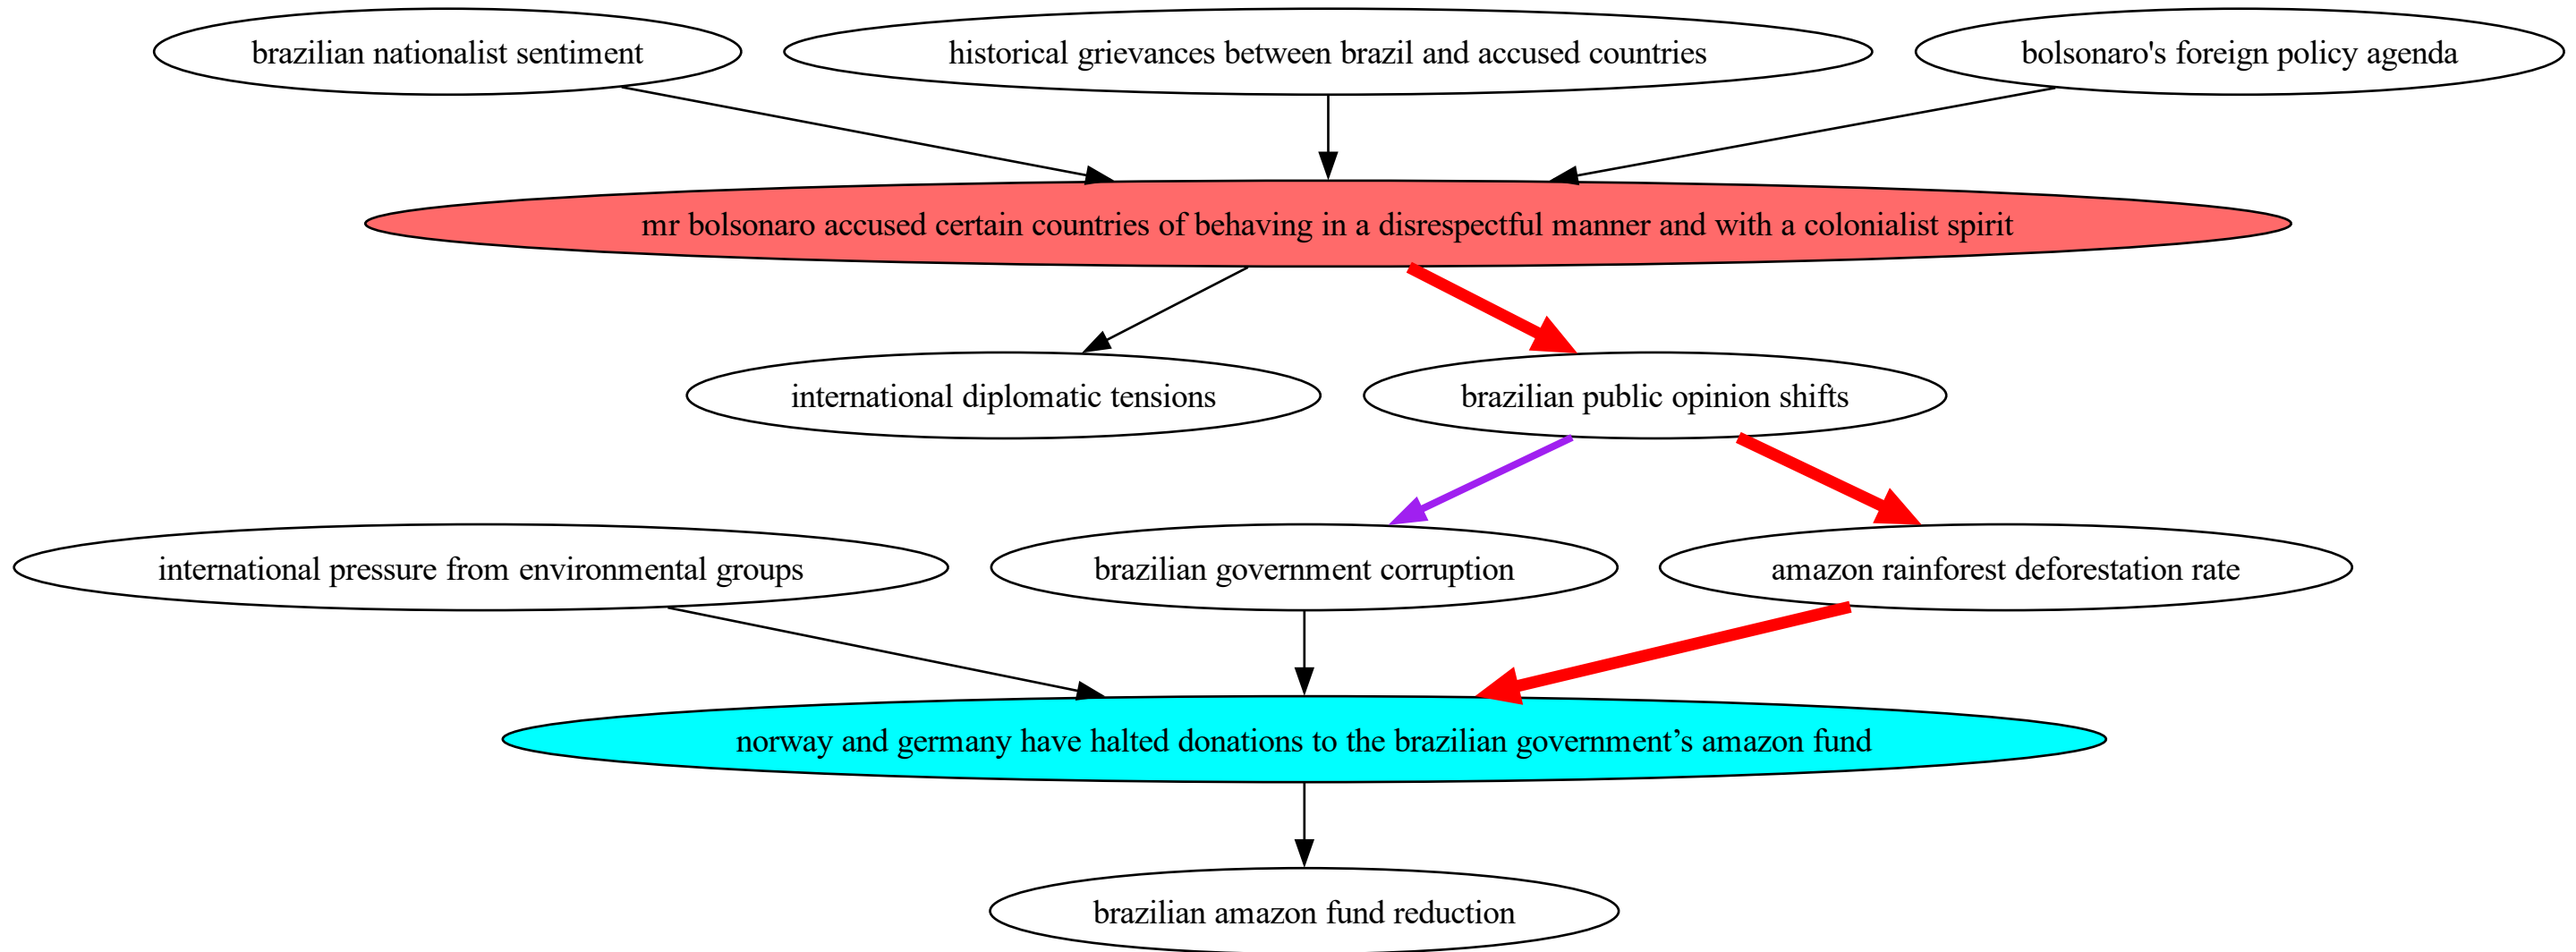 brazilian nationalist sentiment
historical grievances between brazil and accused countries
bolsonaro's foreign policy agenda
mr bolsonaro accused certain countries of behaving in a disrespectful manner and with a colonialist spirit
international diplomatic tensions
brazilian public opinion shifts
international pressure from environmental groups
brazilian government corruption
amazon rainforest deforestation rate
norway and germany have halted donations to the brazilian government’s amazon fund
brazilian amazon fund reduction